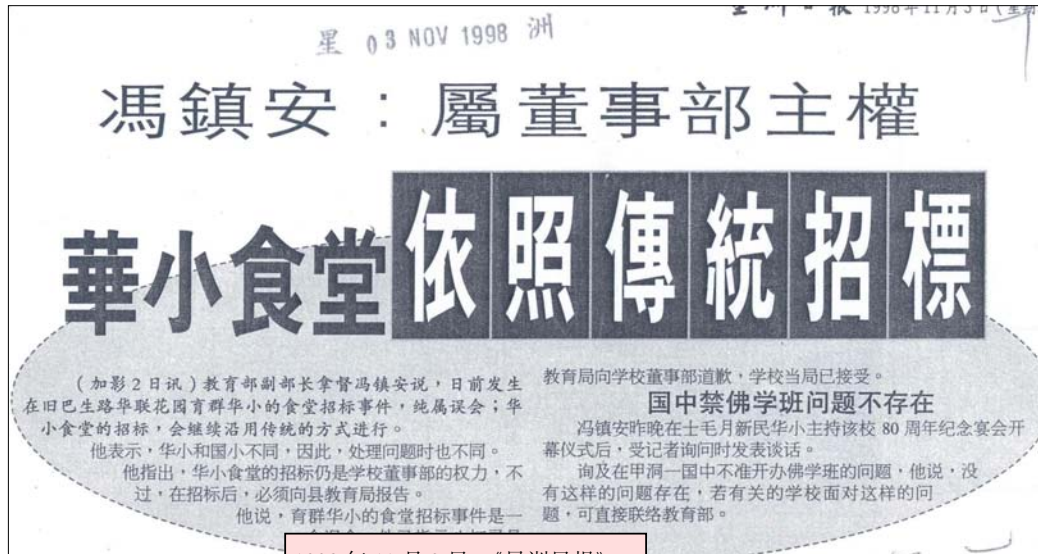 1998年11月3日
星 03 NOV 1998 洲
馮鎮安：屬董事部主權
華小食堂依照傳統招標
（加影2日讯）教育部副部长拿督冯镇安说，日前发生
在旧巴生路华联花园育群华小的食堂招标事件，纯属误会；华
小食堂的招标，会继续沿用传统的方式进行。
他表示，华小和国小不同，因此，处理问题时也不同。
他指出，华小食堂的招标仍是学校董事部的权力，不
过，在招标后，必须向县教育局报告。
他说，育群华小的食堂招标事件是一
教育局向学校董事部道歉，学校当局已接受。
国中禁佛学班问题不存在
冯镇安昨晚在士毛月新民华小主持该校80周年纪念宴会开
幕仪式后，受记者询问时发表谈话。
询及在甲洞一国中不准开办佛学班的问题，他说，没
有这样的问题存在，若有关的学校面对这样的问
题，可直接联络教育部。